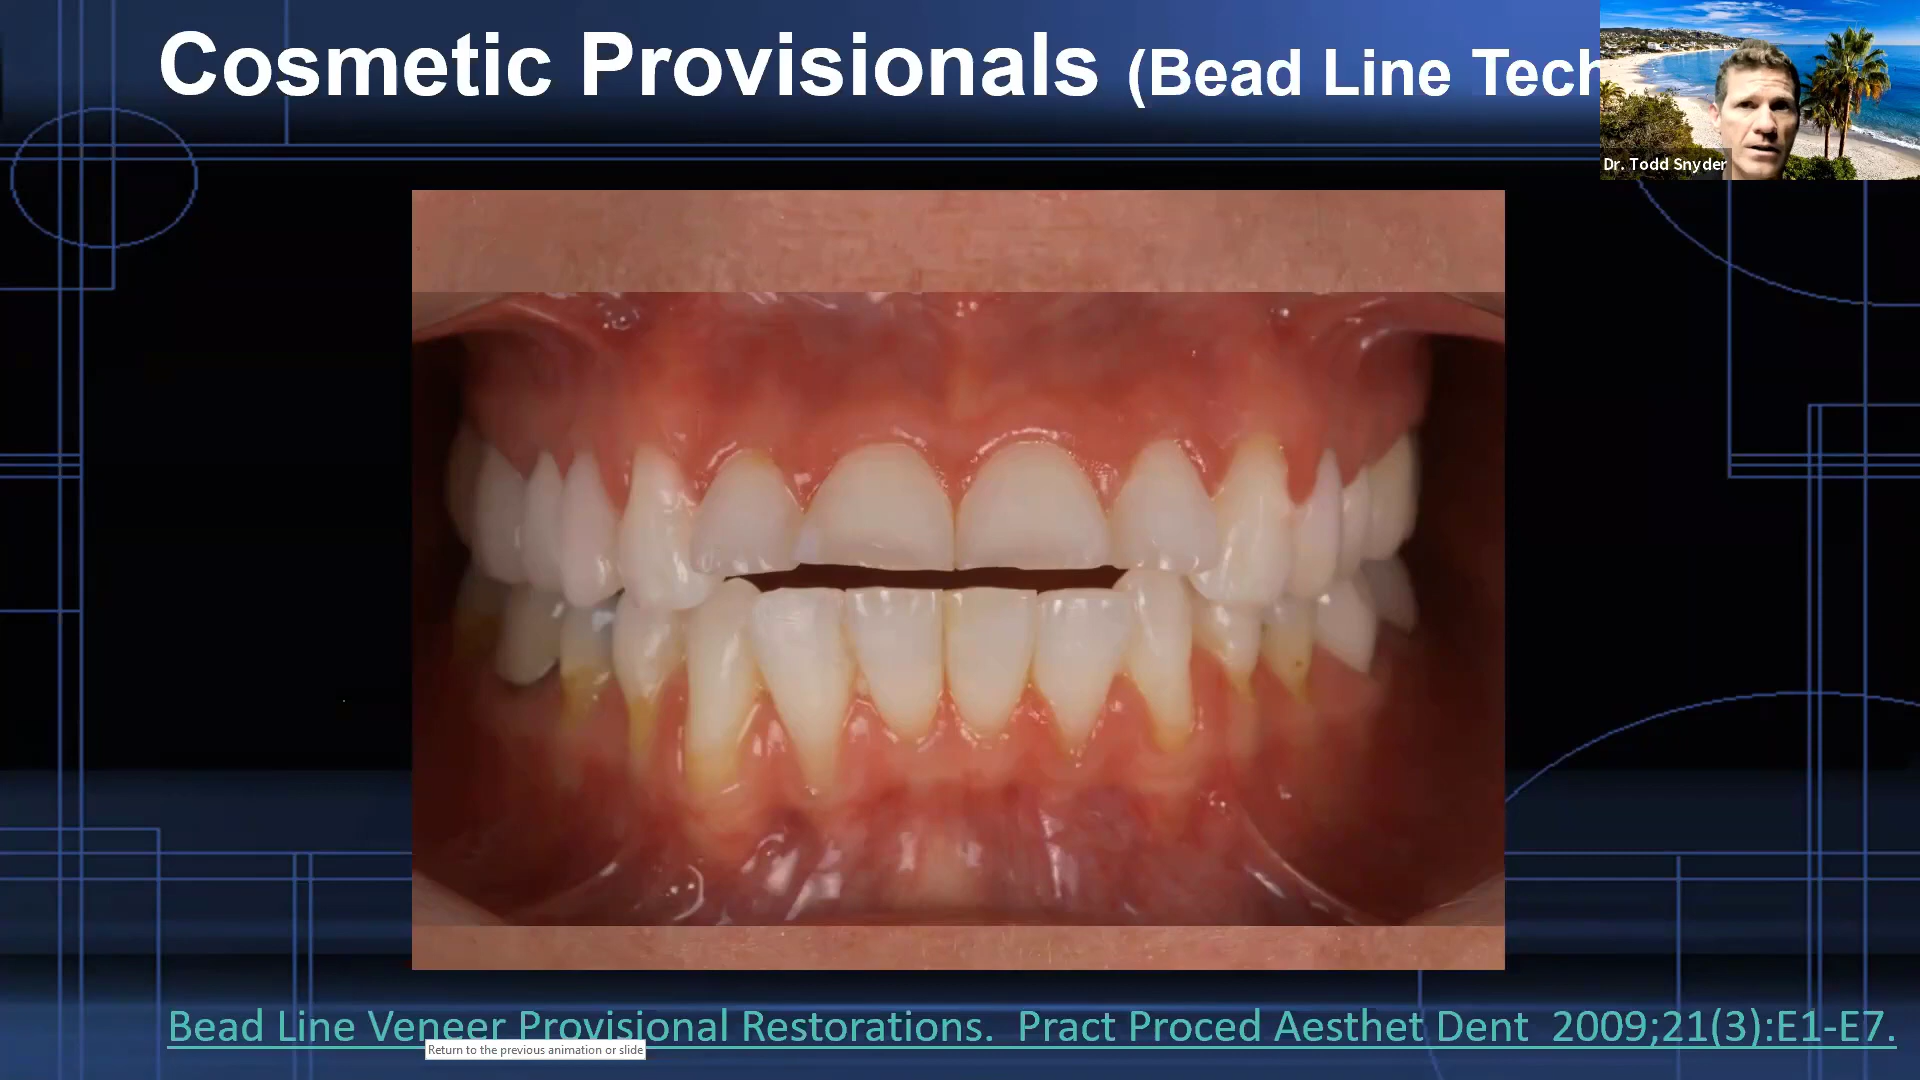 Cosmetic Provisionals (Bead Line Tech
Dr. Todd Snyder
Bead Line Veneer Provisional Restorations.  Pract Proced Aesthet Dent  2009;21(3):E1-E7.
Return to the previous animation or slide